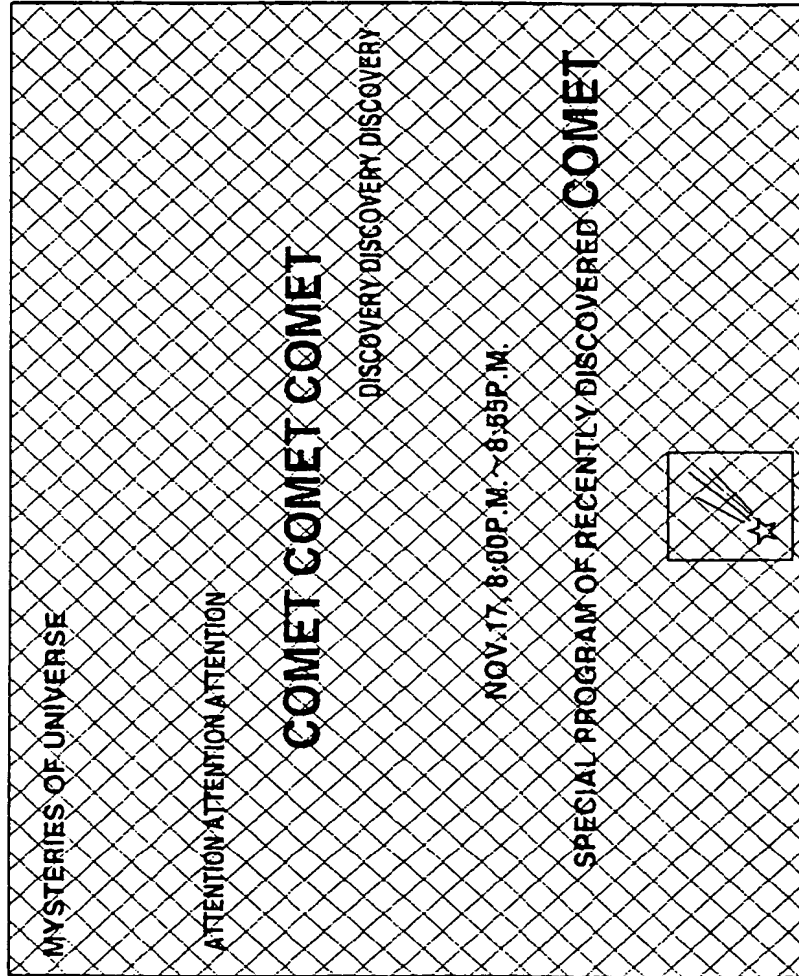 MYSTERIES OF UNIVERSE
ATTENTION ATTENTION ATTENTION
COMET COMET COMET
DISCOVERY DISCOVERY DISCOVERY
NOV.17, 8:00P.M.~8:55P.M.
SPECIAL PROGRAM OF RECENTLY DISCOVERED COMET